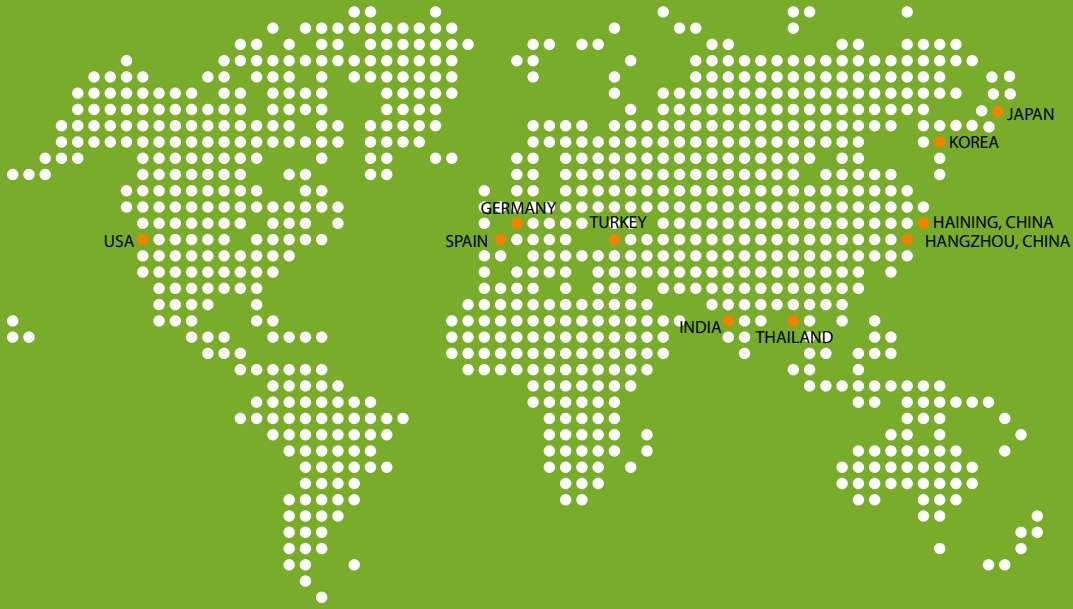 JAPAN
KOREA
GERMANY
TURKEY
HAINING, CHINA
USA
SPAIN
HANGZHOU, CHINA
INDIA
THAILAND